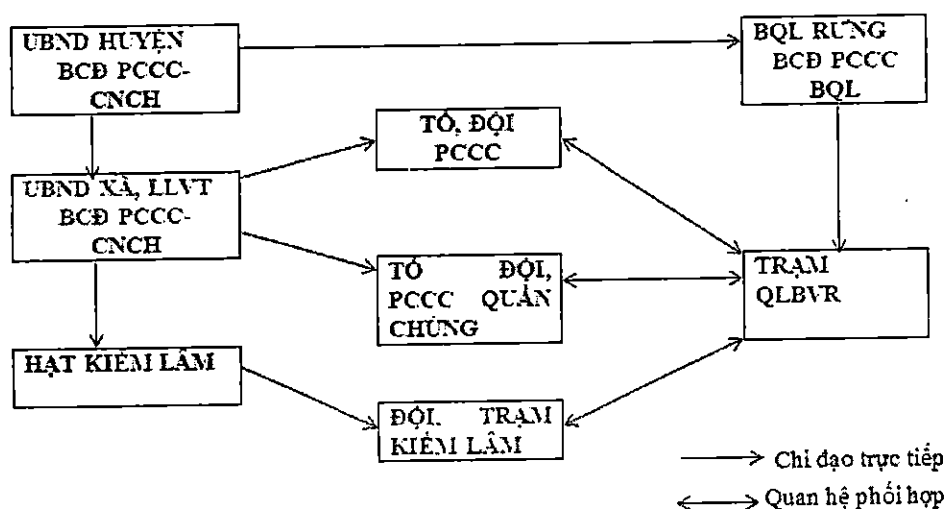 UBND HUYỆN
BCĐ PCCC-
CNCH
BQL RỪNG
BCĐ PCCC
BQL
TỔ, ĐỘI
PCCC
UBND XÃ, LLVT
BCĐ PCCC-
CNCH
TỔ ĐỘI,
PCCC QUẦN
CHÚNG
TRẠM
QLBVR
HẠT KIỂM LÂM
ĐỘI, TRẠM
KIỂM LÂM
Chỉ đạo trực tiếp
Quan hệ phối hợp